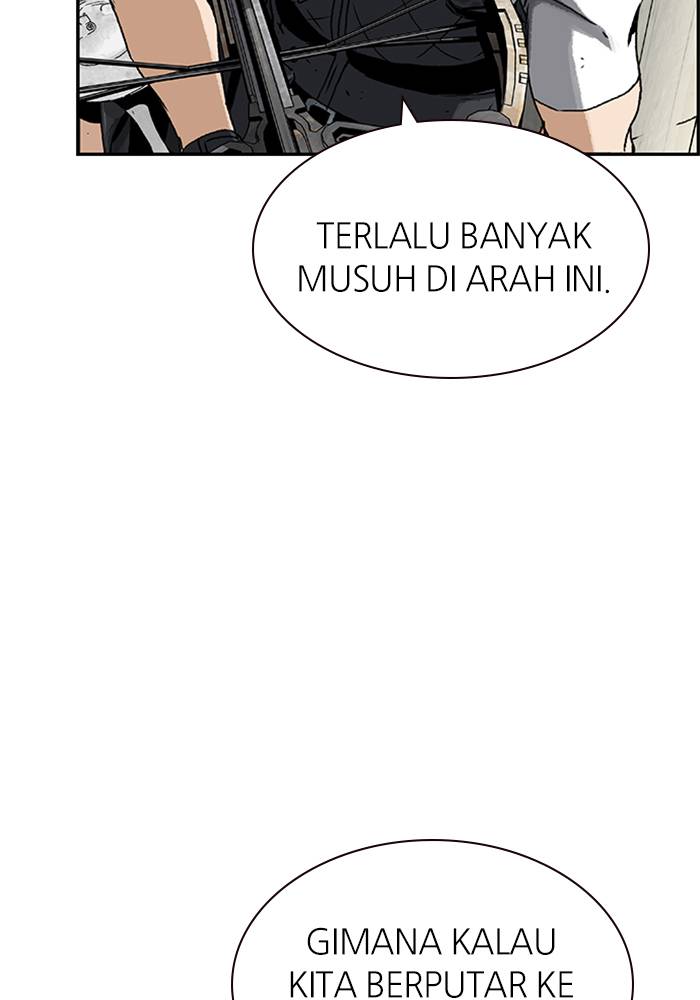 TERLALU BANYAK
MUSUH DI ARAH INI.
GIMANA KALAU
KITA BERPUTAR KE